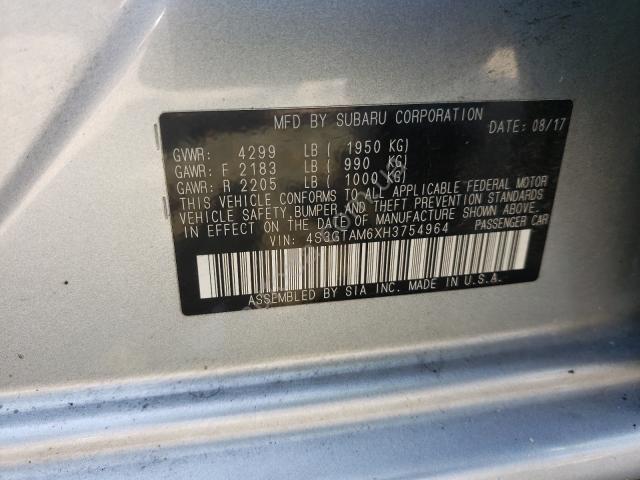 MFD BY SUBARU CORPORATION
DATE: 08/17
GVWR: 4299 LB ( 1950 KG)
GAWR: F 2183 LB ( 990 KG)
GAWR: R 2205 LB ( 1000 KG)
THIS VEHICLE CONFORMS TO ALL APPLICABLE FEDERAL MOTOR
VEHICLE SAFETY, BUMPER AND THEFT PREVENTION STANDARDS
IN EFFECT ON THE DATE OF MANUFACTURE SHOWN ABOVE.
VIN: 4S3GTAM6XH3754964 PASSENGER CAR
ASSEMBLED BY SIA INC. MADE IN U.S.A.